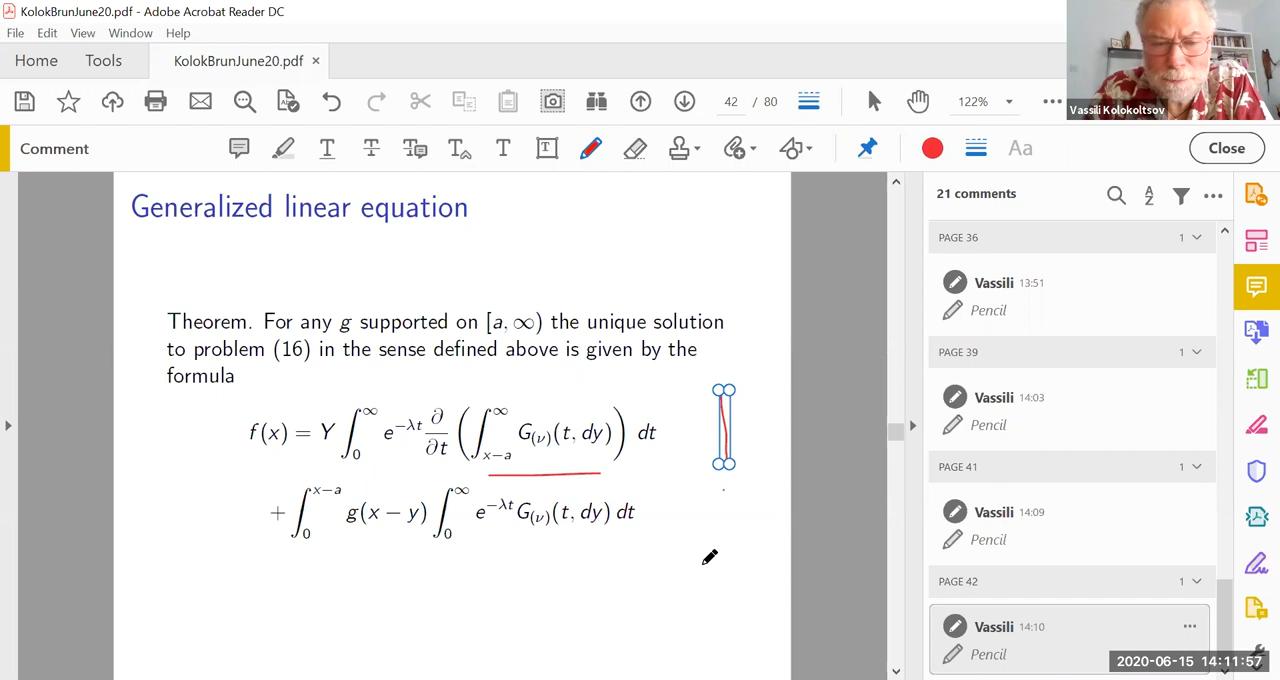 KolokBrunJune20.pdf - Adobe Acrobat Reader DC
File Edit View Window Help
Home Tools KolokBrunJune20.pdf ×
42 / 80 122%
Vassili Kolokoltsov
Comment
Aa
Close
Generalized linear equation
Theorem. For any g supported on [a, ∞) the unique solution
to problem (16) in the sense defined above is given by the
formula
f(x) = Y ∫₀^∞ e^{−λt} ∂/∂t ( ∫_{x−a}^∞ G_{(ν)}(t, dy) ) dt
+ ∫₀^{x−a} g(x − y) ∫₀^∞ e^{−λt} G_{(ν)}(t, dy) dt
21 comments
PAGE 36 1
Vassili 13:51
Pencil
PAGE 39 1
Vassili 14:03
Pencil
PAGE 41 1
Vassili 14:09
Pencil
PAGE 42 1
Vassili 14:10
Pencil
2020-06-15 14:11:57